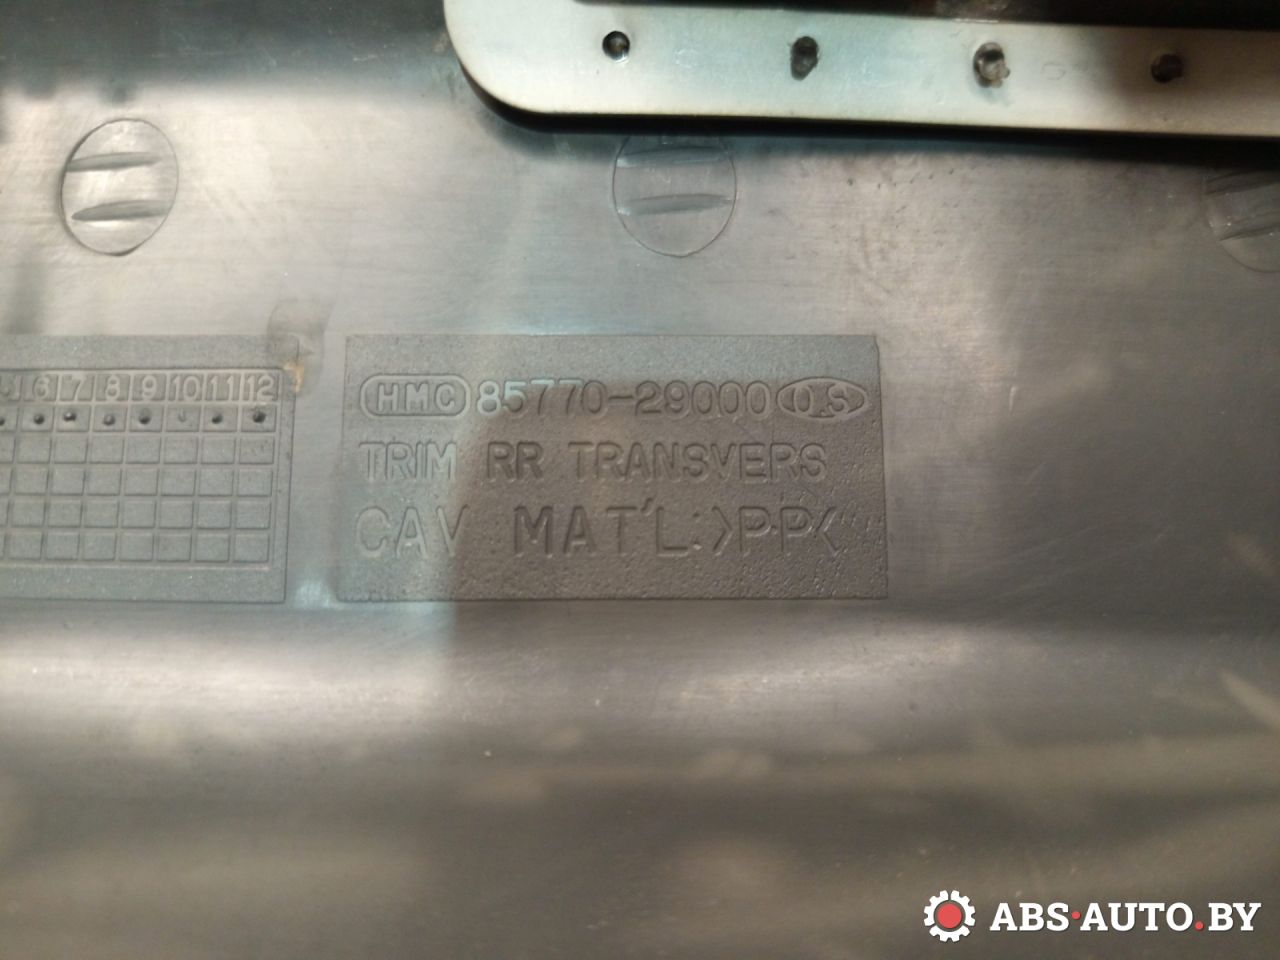 6 7 8 9 10 11 12
HMC 85770-29000 O.S
TRIM RR TRANSVERS
CAV MAT'L:>PP<
ABS·AUTO.BY